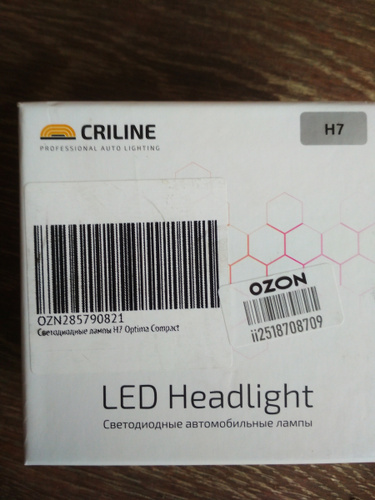 CRILINE
H7
PROFESSIONAL AUTO LIGHTING
OZN285790821
Светодиодные лампы H7 Optima Compact
OZON
ii2518708709
LED Headlight
Светодиодные автомобильные лампы